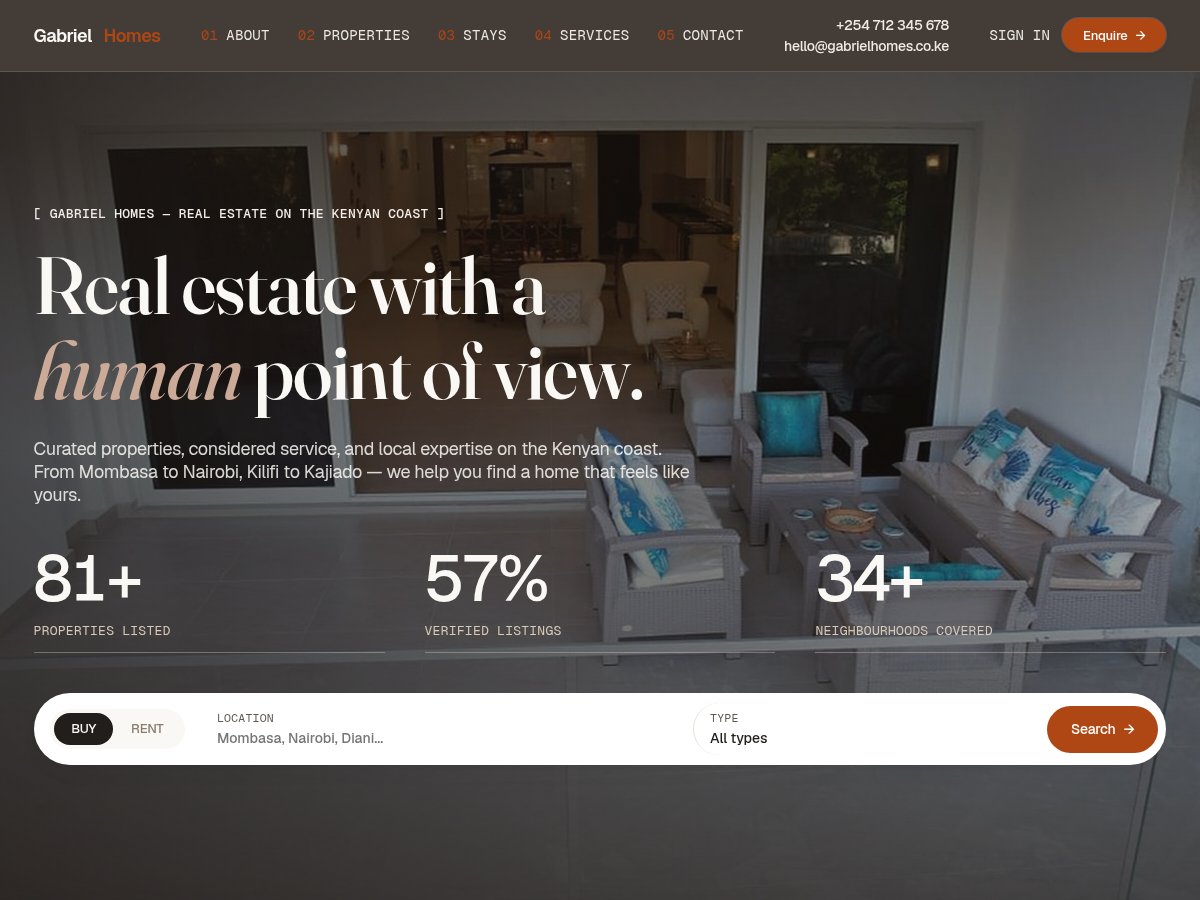 Gabriel Homes
01 ABOUT
02 PROPERTIES
03 STAYS
04 SERVICES
05 CONTACT
+254 712 345 678
hello@gabrielhomes.co.ke
SIGN IN
Enquire →
[ GABRIEL HOMES — REAL ESTATE ON THE KENYAN COAST ]
Real estate with a
human point of view.
Curated properties, considered service, and local expertise on the Kenyan coast.
From Mombasa to Nairobi, Kilifi to Kajiado — we help you find a home that feels like
yours.
81+
PROPERTIES LISTED
57%
VERIFIED LISTINGS
34+
NEIGHBOURHOODS COVERED
BUY
RENT
LOCATION
Mombasa, Nairobi, Diani...
TYPE
All types
Search →